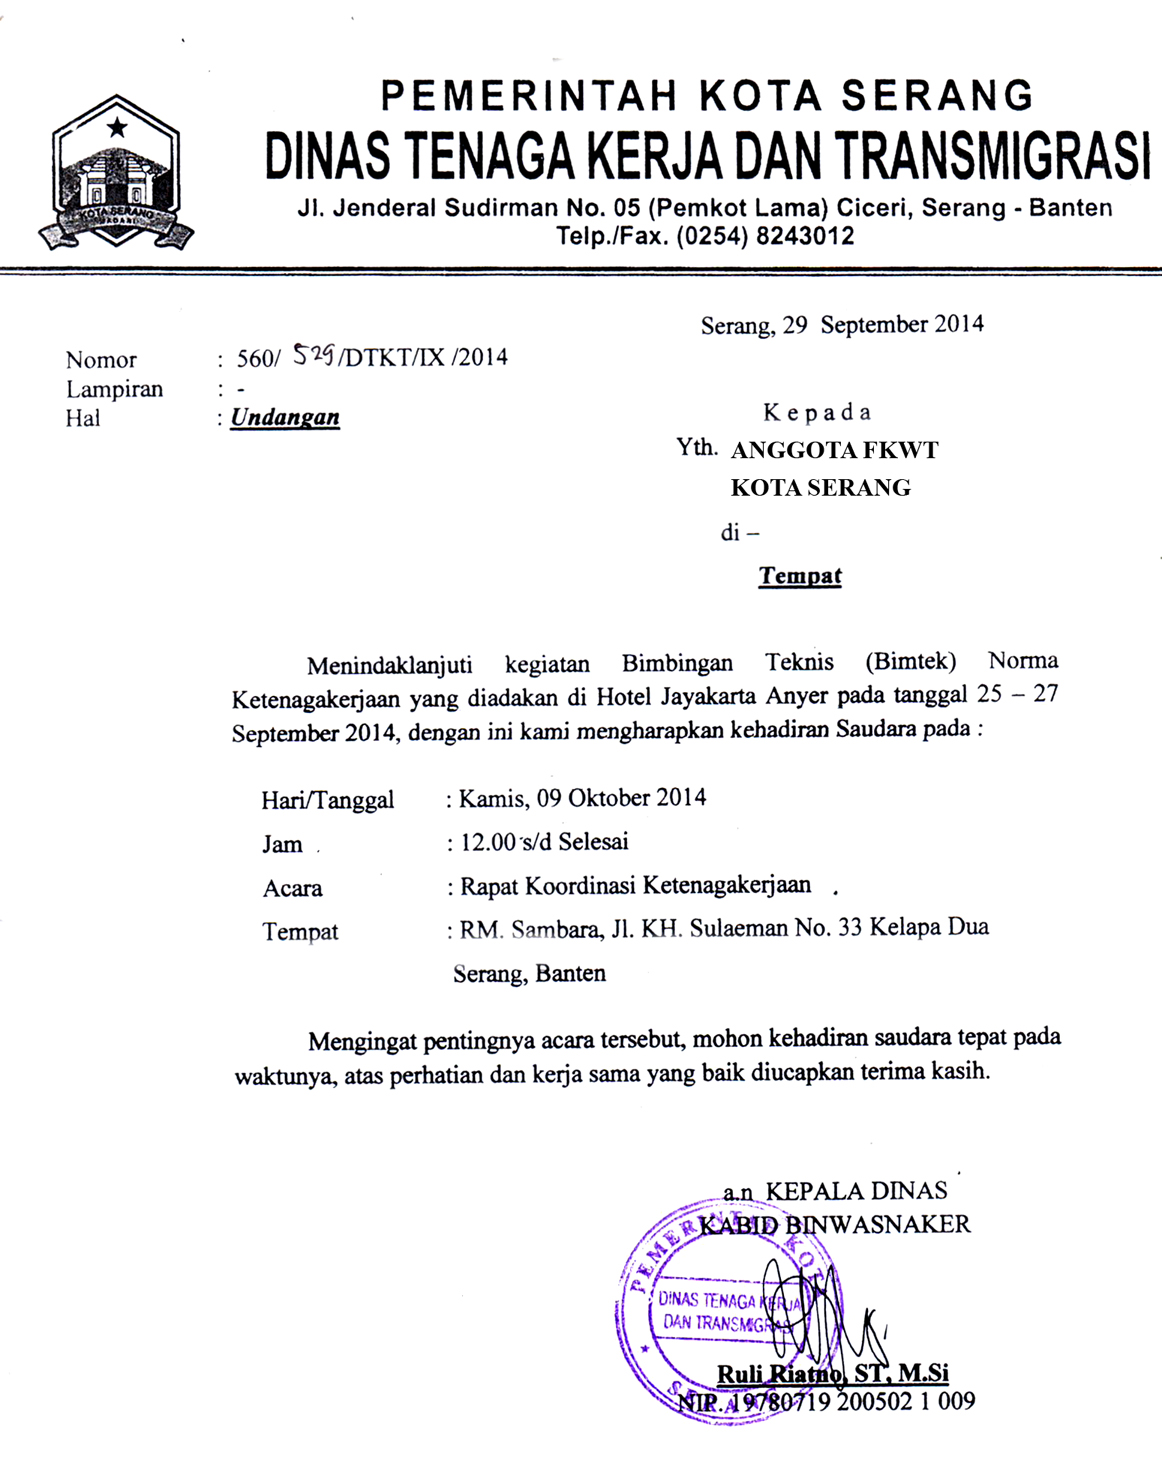 PEMERINTAH KOTA SERANG
DINAS TENAGA KERJA DAN TRANSMIGRASI
Jl. Jenderal Sudirman No. 05 (Pemkot Lama) Ciceri, Serang - Banten
Telp./Fax. (0254) 8243012
KOTA SERANG
Serang, 29 September 2014
Nomor : 560/ 529/DTKT/IX /2014
Lampiran : -
Hal : Undangan
K e p a d a
Yth. ANGGOTA FKWT
KOTA SERANG
di –
Tempat
Menindaklanjuti kegiatan Bimbingan Teknis (Bimtek) Norma
Ketenagakerjaan yang diadakan di Hotel Jayakarta Anyer pada tanggal 25 – 27
September 2014, dengan ini kami mengharapkan kehadiran Saudara pada :
Hari/Tanggal : Kamis, 09 Oktober 2014
Jam : 12.00 s/d Selesai
Acara : Rapat Koordinasi Ketenagakerjaan
Tempat : RM. Sambara, Jl. KH. Sulaeman No. 33 Kelapa Dua
Serang, Banten
Mengingat pentingnya acara tersebut, mohon kehadiran saudara tepat pada
waktunya, atas perhatian dan kerja sama yang baik diucapkan terima kasih.
a.n KEPALA DINAS
KABID BINWASNAKER
PEMERINTAH KOTA
DINAS TENAGA KERJA
DAN TRANSMIGRASI
SERANG
Ruli Riatno, ST, M.Si
NIP. 19780719 200502 1 009